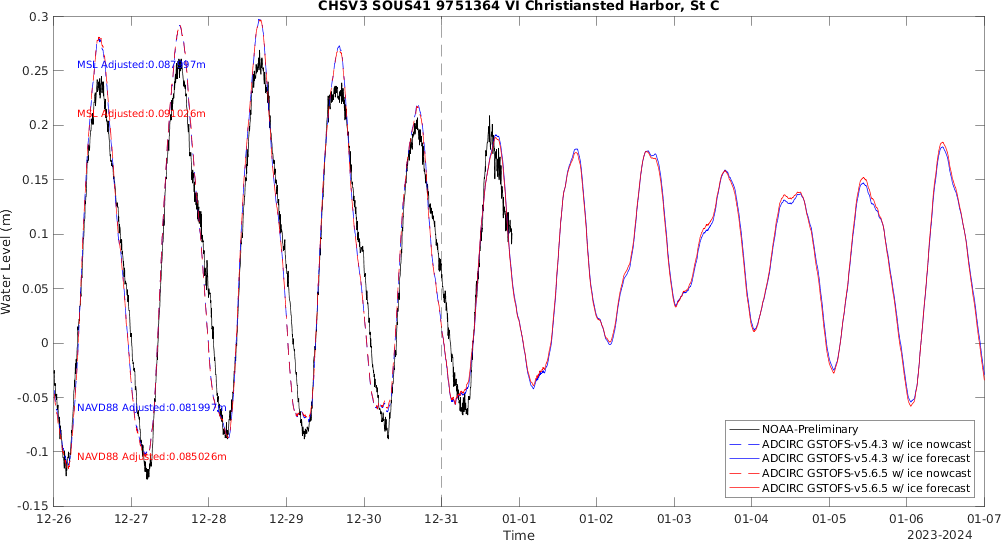 CHSV3 SOUS41 9751364 VI Christiansted Harbor, St C
Water Level (m)
0.3
0.25
0.2
0.15
0.1
0.05
0
-0.05
-0.1
-0.15
MSL Adjusted:0.087997m
MSL Adjusted:0.091026m
NAVD88 Adjusted:0.081997m
NAVD88 Adjusted:0.085026m
NOAA-Preliminary
ADCIRC GSTOFS-v5.4.3 w/ ice nowcast
ADCIRC GSTOFS-v5.4.3 w/ ice forecast
ADCIRC GSTOFS-v5.6.5 w/ ice nowcast
ADCIRC GSTOFS-v5.6.5 w/ ice forecast
12-26 12-27 12-28 12-29 12-30 12-31 01-01 01-02 01-03 01-04 01-05 01-06 01-07
Time
2023-2024